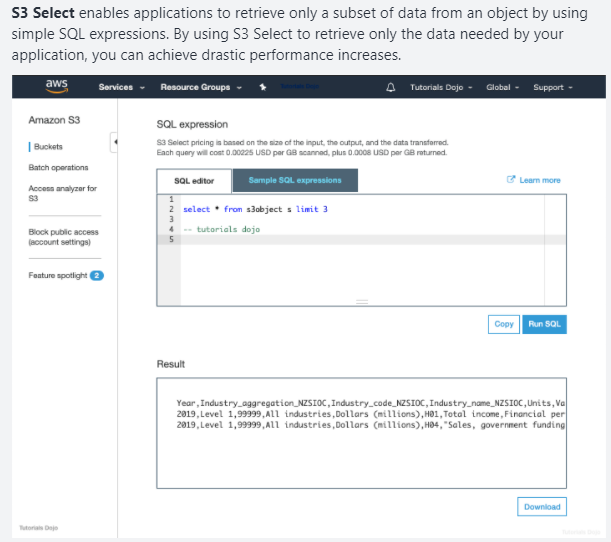 S3 Select enables applications to retrieve only a subset of data from an object by using
simple SQL expressions. By using S3 Select to retrieve only the data needed by your
application, you can achieve drastic performance increases.
aws Services Resource Groups Tutorials Dojo Global Support
Amazon S3
Buckets
Batch operations
Access analyzer for
S3
Block public access
(account settings)
Feature spotlight 2
SQL expression
S3 Select pricing is based on the size of the input, the output, and the data transferred.
Each query will cost 0.00225 USD per GB scanned, plus 0.0008 USD per GB returned.
SQL editor Sample SQL expressions Learn more
1
2 select * from s3object s limit 3
3
4 -- tutorials dojo
5
Copy Run SQL
Result
Year,Industry_aggregation_NZSIOC,Industry_code_NZSIOC,Industry_name_NZSIOC,Units,Va
2019,Level 1,99999,All industries,Dollars (millions),H01,Total income,Financial per
2019,Level 1,99999,All industries,Dollars (millions),H04,"Sales, government funding
Download
Tutorials Dojo